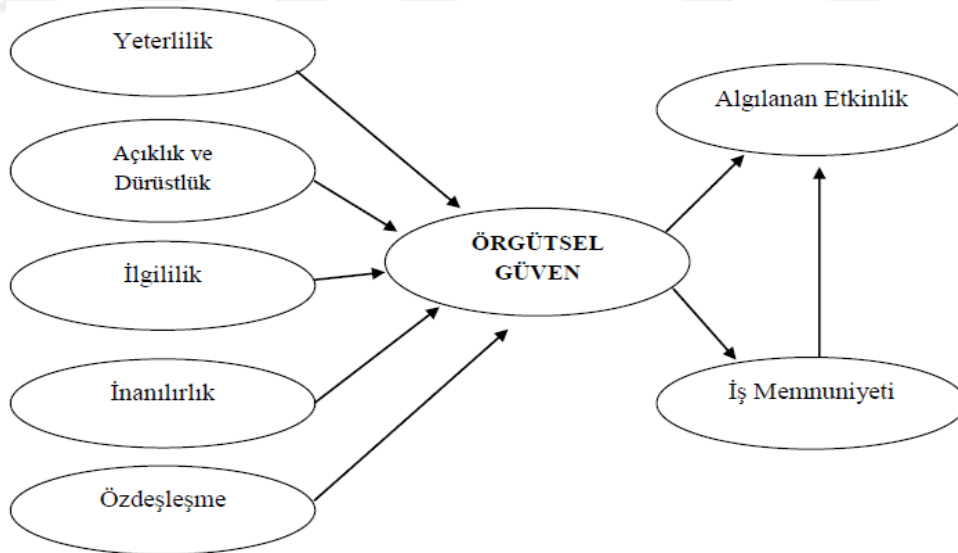 Yeterlilik
Açıklık ve
Dürüstlük
İlgililik
İnanılırlık
Özdeşleşme
ÖRGÜTSEL
GÜVEN
Algılanan Etkinlik
İş Memnuniyeti